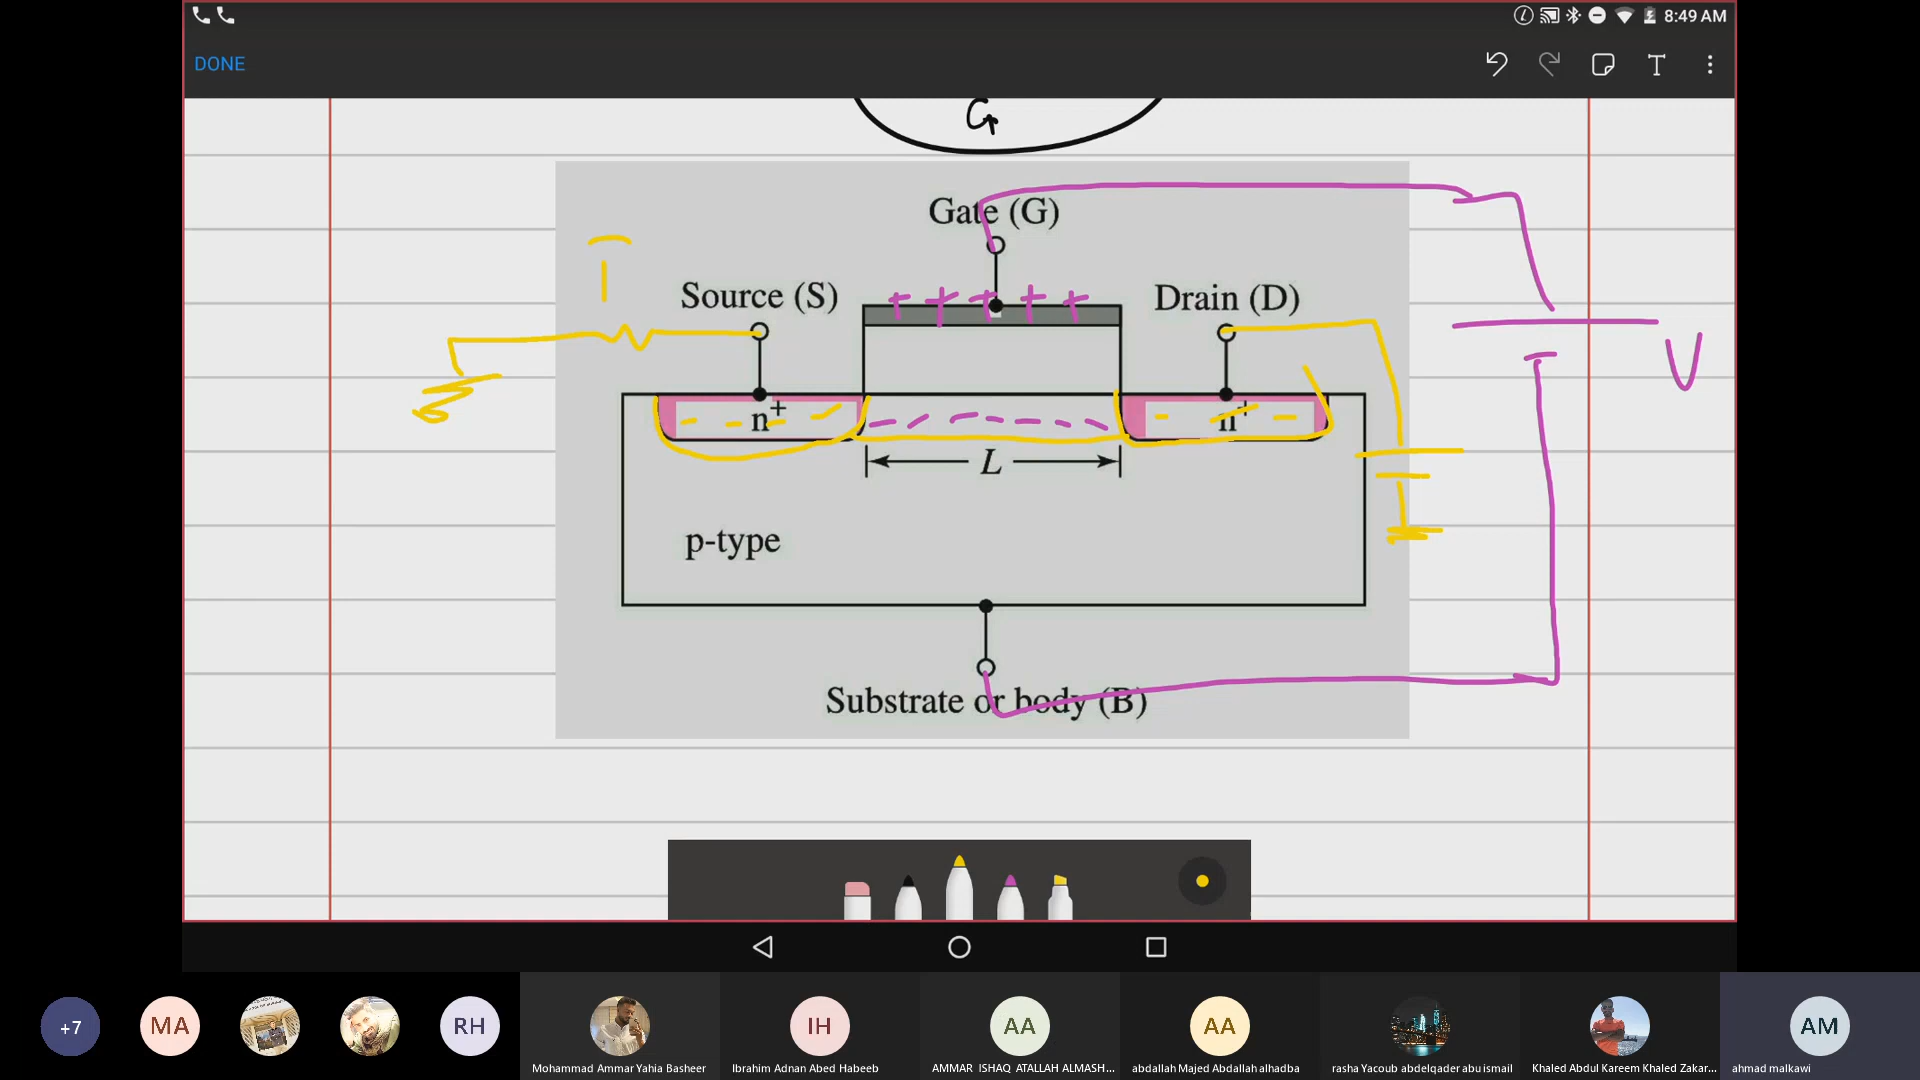 8:49 AM
DONE
T
G
Gate (G)
I
Source (S)
Drain (D)
+ + + + +
V
n+
n+
L
p-type
Substrate or body (B)
+7
MA
RH
IH
AA
AA
AM
Mohammad Ammar Yahia Basheer
Ibrahim Adnan Abed Habeeb
AMMAR ISHAQ ATALLAH ALMASH...
abdallah Majed Abdallah alhadba
rasha Yacoub abdelqader abu ismail
Khaled Abdul Kareem Khaled Zakar...
ahmad malkawi